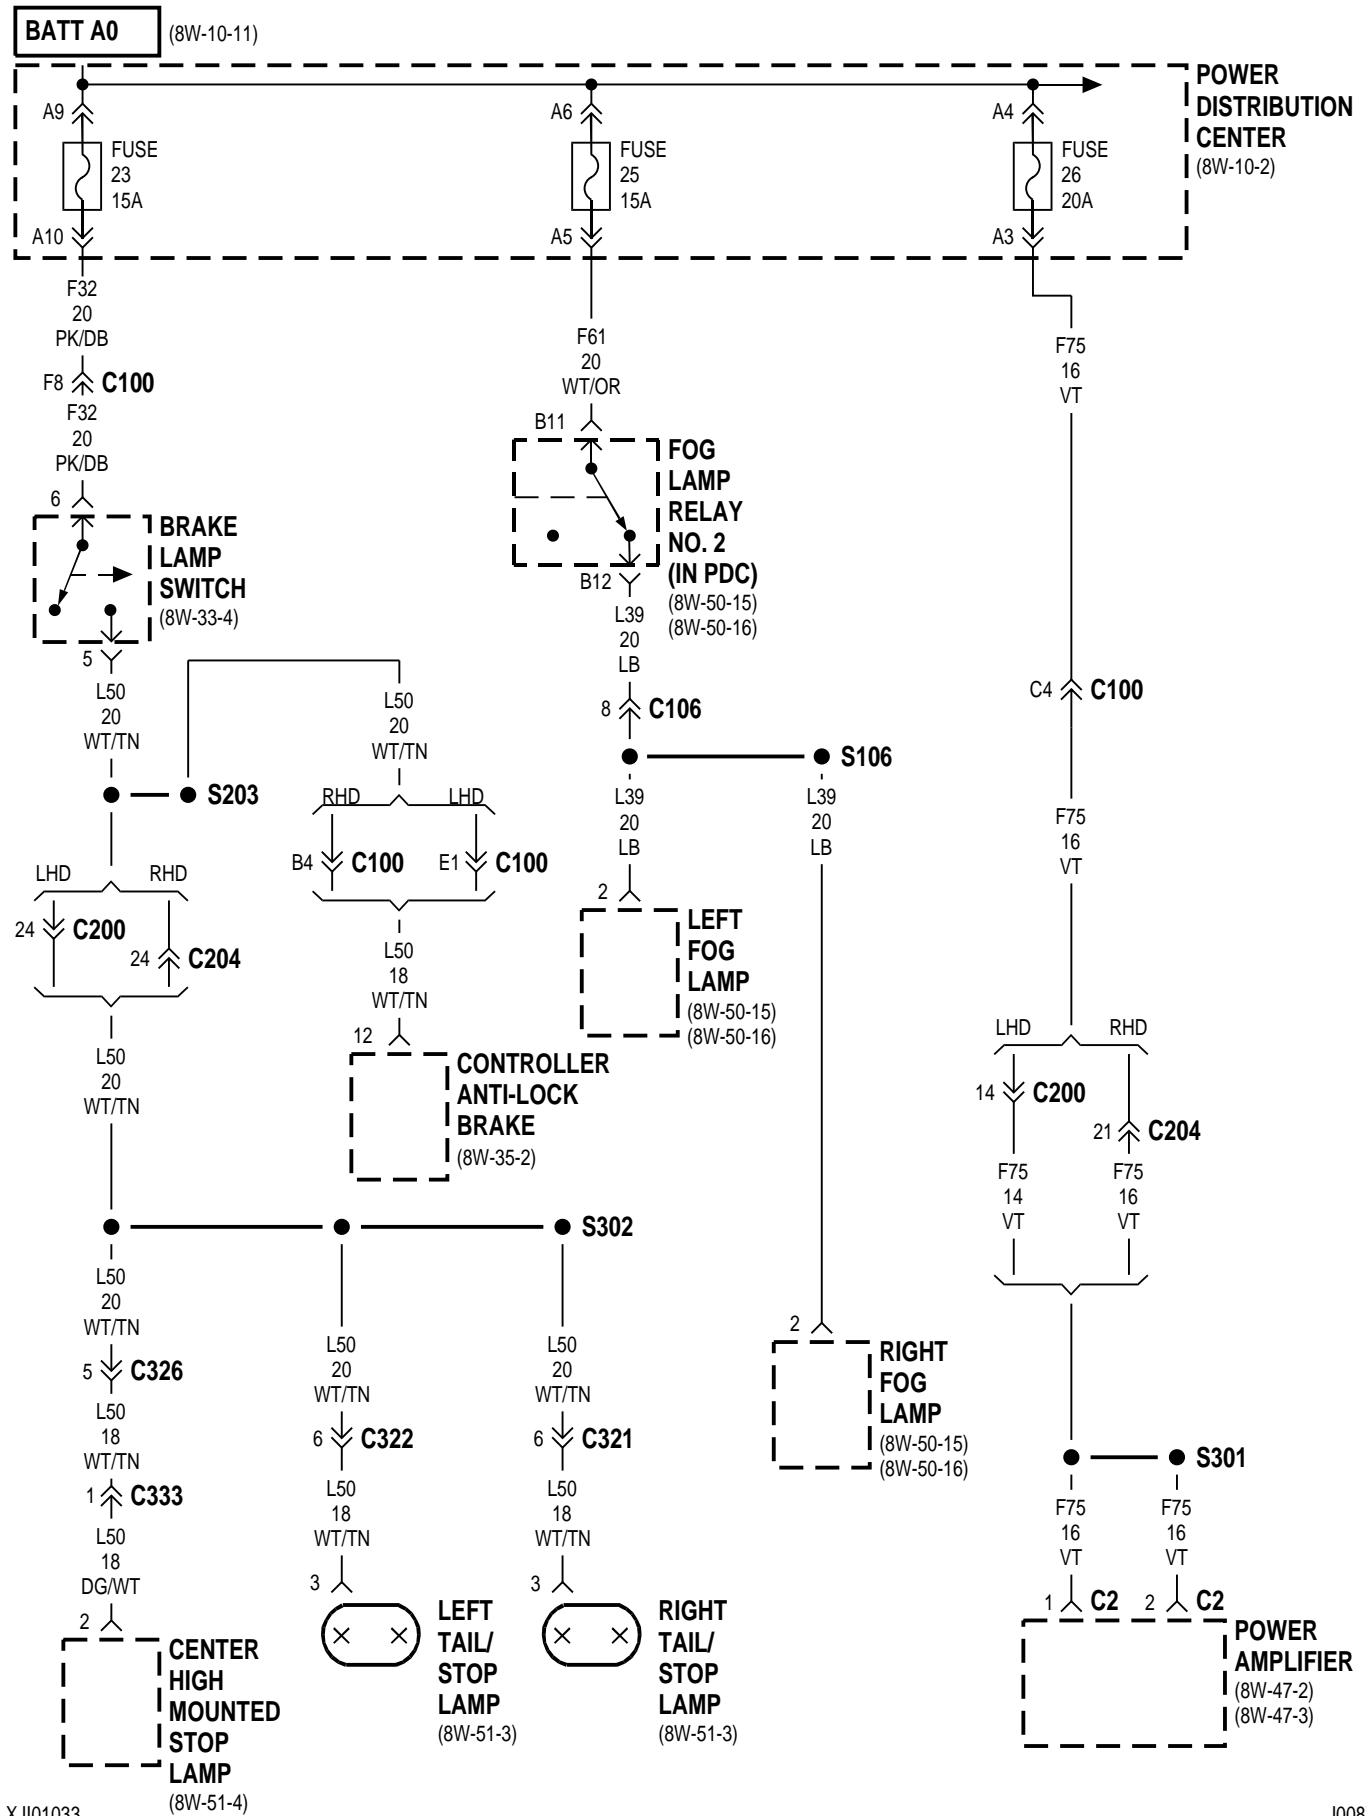 BATT A0
(8W-10-11)
POWER
DISTRIBUTION
CENTER
(8W-10-2)
A9
FUSE
23
15A
A10
A6
FUSE
25
15A
A5
A4
FUSE
26
20A
A3
F32
20
PK/DB
F8 C100
F32
20
PK/DB
6
BRAKE
LAMP
SWITCH
(8W-33-4)
5
L50
20
WT/TN
S203
L50
20
WT/TN
RHD LHD
B4 C100
E1 C100
L50
18
WT/TN
12
CONTROLLER
ANTI-LOCK
BRAKE
(8W-35-2)
LHD RHD
24 C200
24 C204
L50
20
WT/TN
S302
L50
20
WT/TN
5 C326
L50
18
WT/TN
1 C333
L50
18
DG/WT
2
CENTER
HIGH
MOUNTED
STOP
LAMP
(8W-51-4)
L50
20
WT/TN
6 C322
L50
18
WT/TN
3
LEFT
TAIL/
STOP
LAMP
(8W-51-3)
L50
20
WT/TN
6 C321
L50
18
WT/TN
3
RIGHT
TAIL/
STOP
LAMP
(8W-51-3)
F61
20
WT/OR
B11
FOG
LAMP
RELAY
NO. 2
(IN PDC)
(8W-50-15)
(8W-50-16)
B12
L39
20
LB
8 C106
S106
L39
20
LB
2
LEFT
FOG
LAMP
(8W-50-15)
(8W-50-16)
L39
20
LB
2
RIGHT
FOG
LAMP
(8W-50-15)
(8W-50-16)
F75
16
VT
C4 C100
F75
16
VT
LHD RHD
14 C200
21 C204
F75
14
VT
F75
16
VT
S301
F75
16
VT
F75
16
VT
1 C2
2 C2
POWER
AMPLIFIER
(8W-47-2)
(8W-47-3)
XJI01033
J008